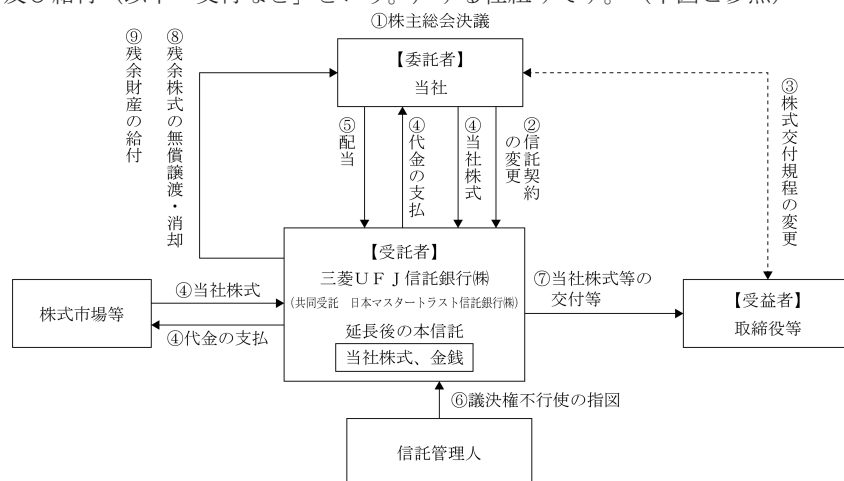 ①株主総会決議
【委託者】
当社
⑨残余財産の給付
⑧残余株式の無償譲渡・消却
⑤配当
④代金の支払
④当社株式
②信託契約
の変更
③株式交付規程の変更
【受託者】
三菱UFJ信託銀行㈱
(共同受託 日本マスタートラスト信託銀行㈱)
延長後の本信託
当社株式、金銭
株式市場等
④当社株式
④代金の支払
⑦当社株式等の
交付等
【受益者】
取締役等
⑥議決権不行使の指図
信託管理人